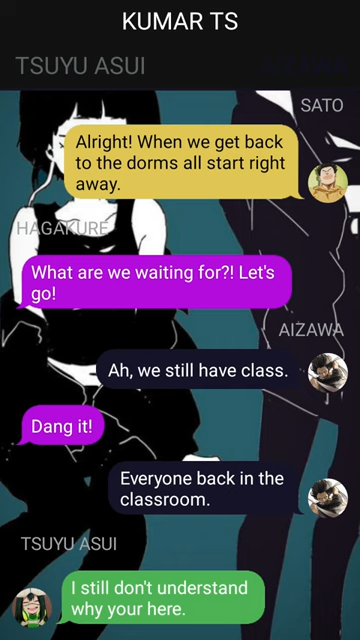 KUMAR TS
TSUYU ASUI
SATO
Alright! When we get back
to the dorms all start right
away.
HAGAKURE
What are we waiting for?! Let's
go!
AIZAWA
Ah, we still have class.
Dang it!
Everyone back in the
classroom.
TSUYU ASUI
I still don't understand
why your here.